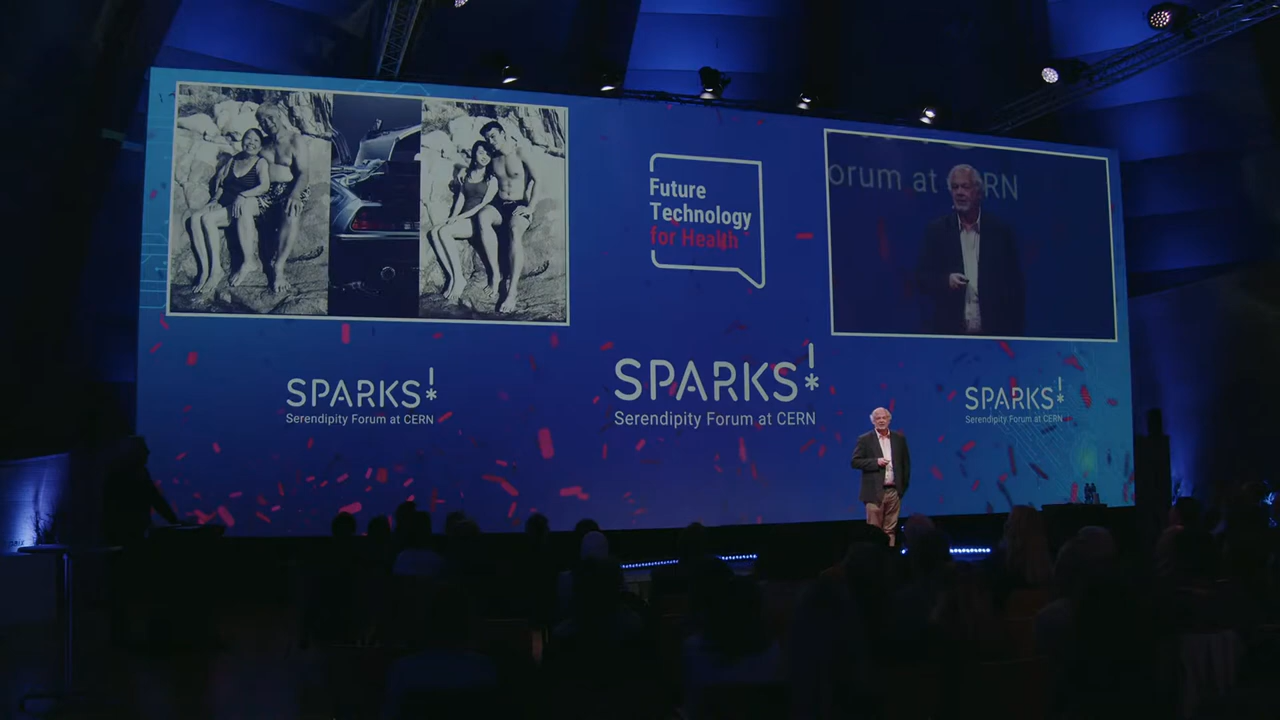 Future
Technology
for Health
orum at CERN
SPARKS!
Serendipity Forum at CERN
SPARKS!
Serendipity Forum at CERN
SPARKS!
Serendipity Forum at CERN